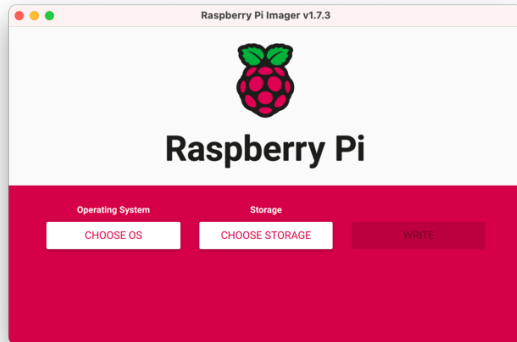 Raspberry Pi Imager v1.7.3
Raspberry Pi
Operating System
Storage
CHOOSE OS
CHOOSE STORAGE
WRITE